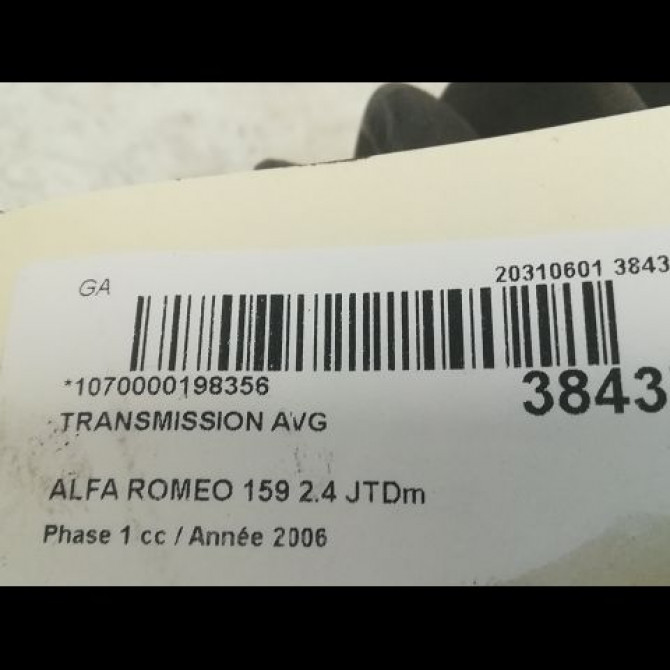 GA
20310601 3843
*1070000198356
3843
TRANSMISSION AVG
ALFA ROMEO 159 2.4 JTDm
Phase 1 cc / Année 2006